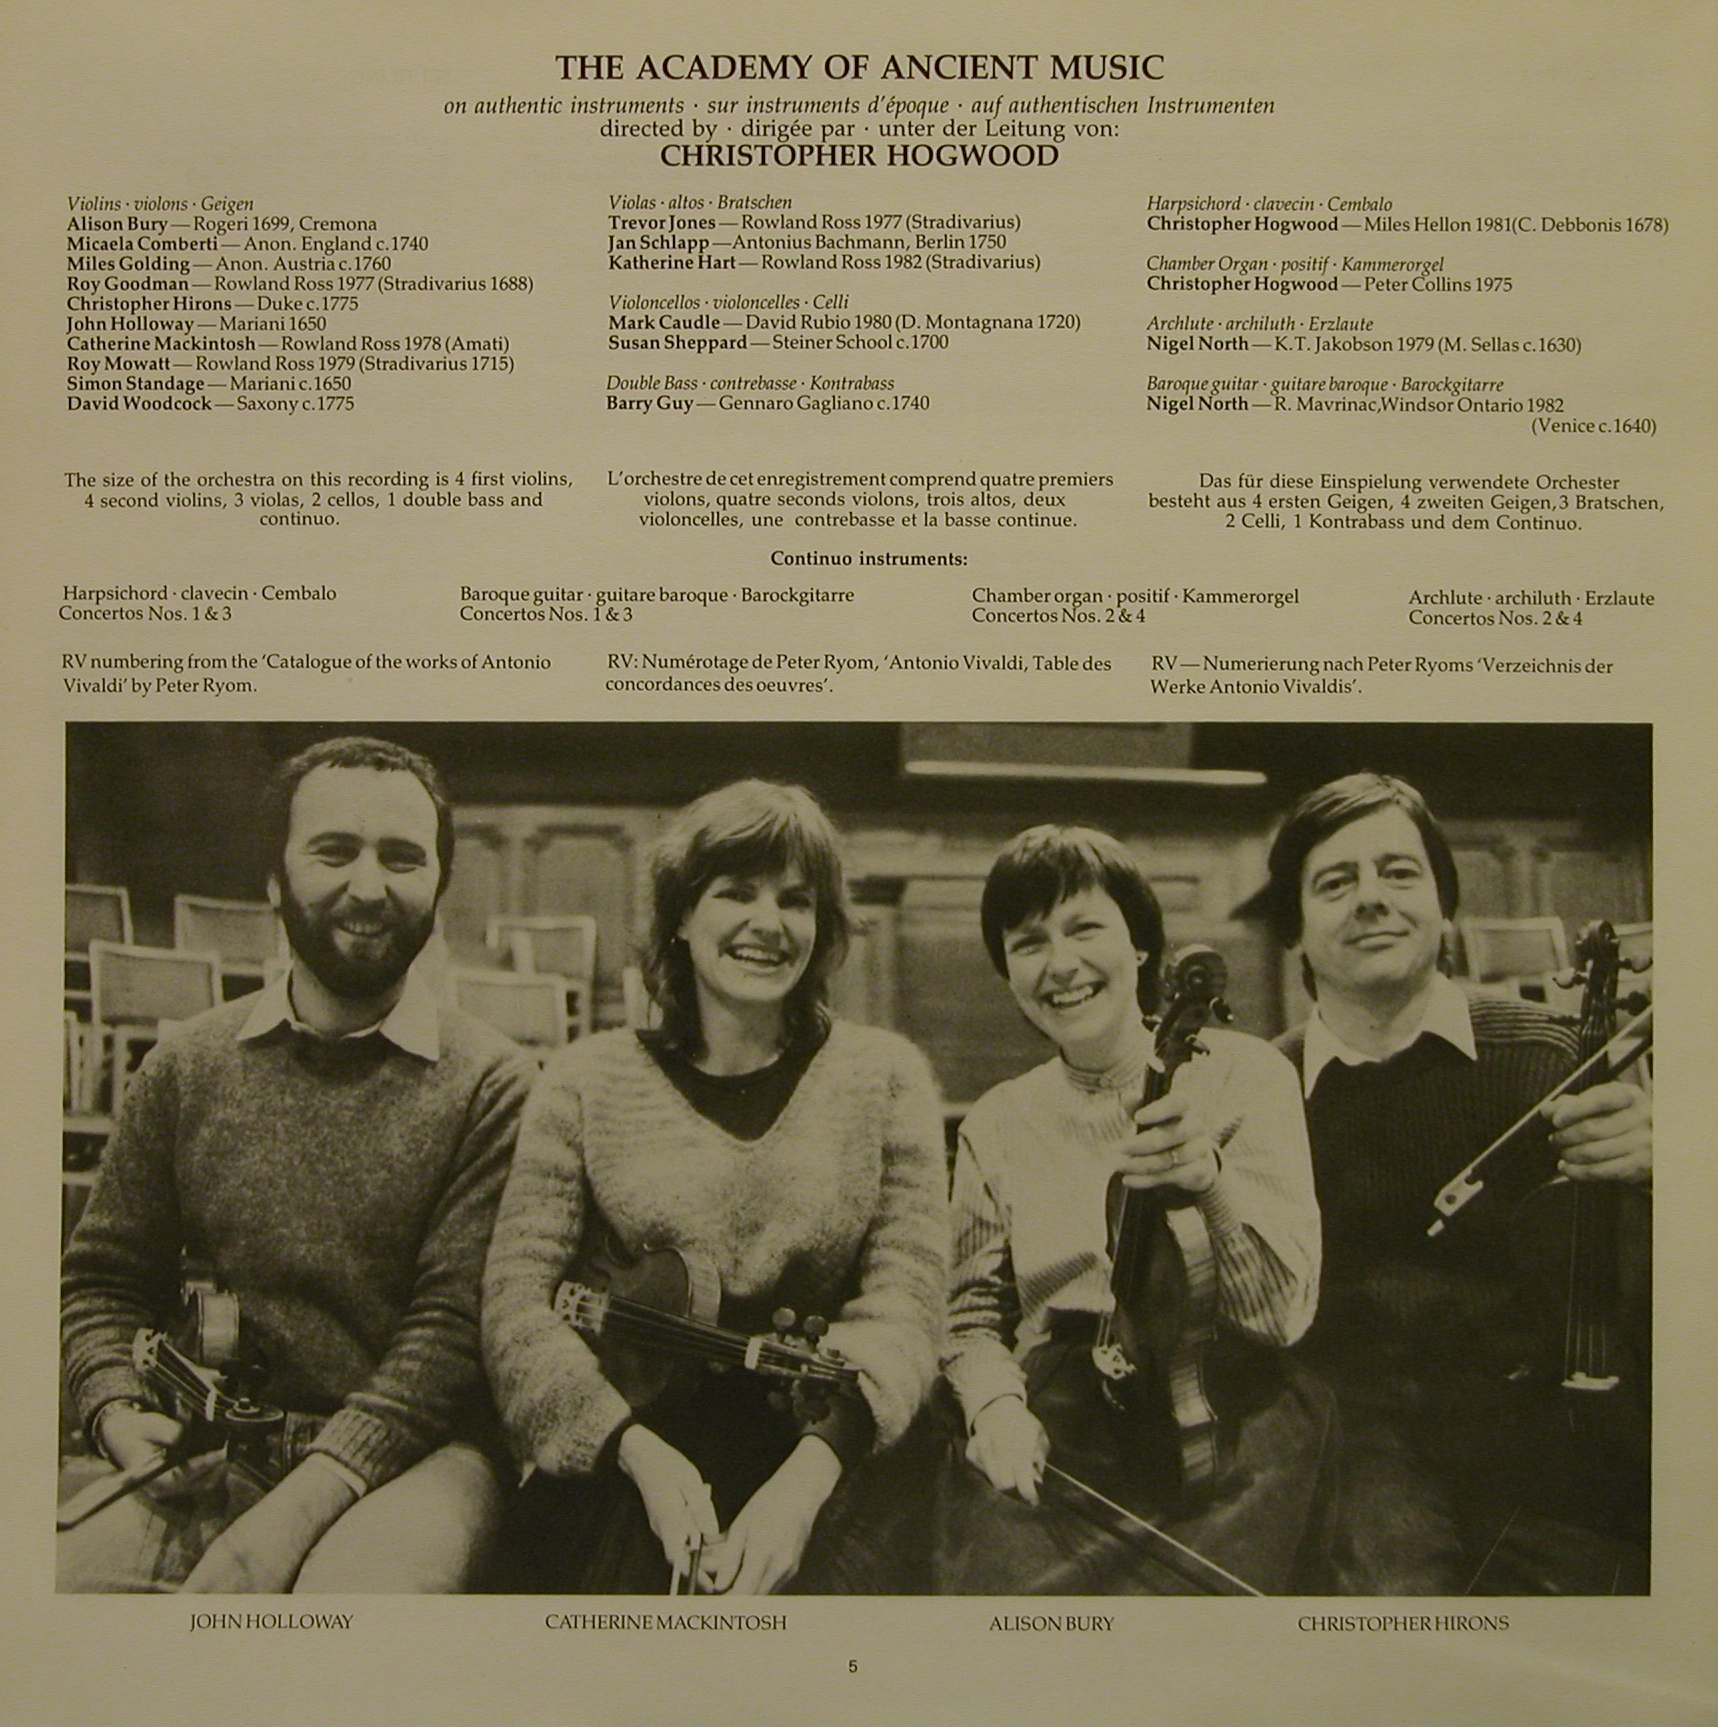 THE ACADEMY OF ANCIENT MUSIC
on authentic instruments · sur instruments d'époque · auf authentischen Instrumenten
directed by · dirigée par · unter der Leitung von:
CHRISTOPHER HOGWOOD
Violins · violons · Geigen
Alison Bury — Rogeri 1699, Cremona
Micaela Comberti — Anon. England c.1740
Miles Golding — Anon. Austria c.1760
Roy Goodman — Rowland Ross 1977 (Stradivarius 1688)
Christopher Hirons — Duke c.1775
John Holloway — Mariani 1650
Catherine Mackintosh — Rowland Ross 1978 (Amati)
Roy Mowatt — Rowland Ross 1979 (Stradivarius 1715)
Simon Standage — Mariani c.1650
David Woodcock — Saxony c.1775
Violas · altos · Bratschen
Trevor Jones — Rowland Ross 1977 (Stradivarius)
Jan Schlapp — Antonius Bachmann, Berlin 1750
Katherine Hart — Rowland Ross 1982 (Stradivarius)
Violoncellos · violoncelles · Celli
Mark Caudle — David Rubio 1980 (D. Montagnana 1720)
Susan Sheppard — Steiner School c.1700
Double Bass · contrebasse · Kontrabass
Barry Guy — Gennaro Gagliano c.1740
Harpsichord · clavecin · Cembalo
Christopher Hogwood — Miles Hellon 1981(C. Debbonis 1678)
Chamber Organ · positif · Kammerorgel
Christopher Hogwood — Peter Collins 1975
Archlute · archiluth · Erzlaute
Nigel North — K.T. Jakobson 1979 (M. Sellas c.1630)
Baroque guitar · guitare baroque · Barockgitarre
Nigel North — R. Mavrinac,Windsor Ontario 1982
(Venice c.1640)
The size of the orchestra on this recording is 4 first violins,
4 second violins, 3 violas, 2 cellos, 1 double bass and
continuo.
L'orchestre de cet enregistrement comprend quatre premiers
violons, quatre seconds violons, trois altos, deux
violoncelles, une contrebasse et la basse continue.
Das für diese Einspielung verwendete Orchester
besteht aus 4 ersten Geigen, 4 zweiten Geigen,3 Bratschen,
2 Celli, 1 Kontrabass und dem Continuo.
Continuo instruments:
Harpsichord · clavecin · Cembalo
Concertos Nos. 1 & 3
Baroque guitar · guitare baroque · Barockgitarre
Concertos Nos. 1 & 3
Chamber organ · positif · Kammerorgel
Concertos Nos. 2 & 4
Archlute · archiluth · Erzlaute
Concertos Nos. 2 & 4
RV numbering from the 'Catalogue of the works of Antonio
Vivaldi' by Peter Ryom.
RV: Numérotage de Peter Ryom, 'Antonio Vivaldi, Table des
concordances des oeuvres'.
RV — Numerierung nach Peter Ryoms 'Verzeichnis der
Werke Antonio Vivaldis'.
JOHN HOLLOWAY
CATHERINE MACKINTOSH
ALISON BURY
CHRISTOPHER HIRONS
5